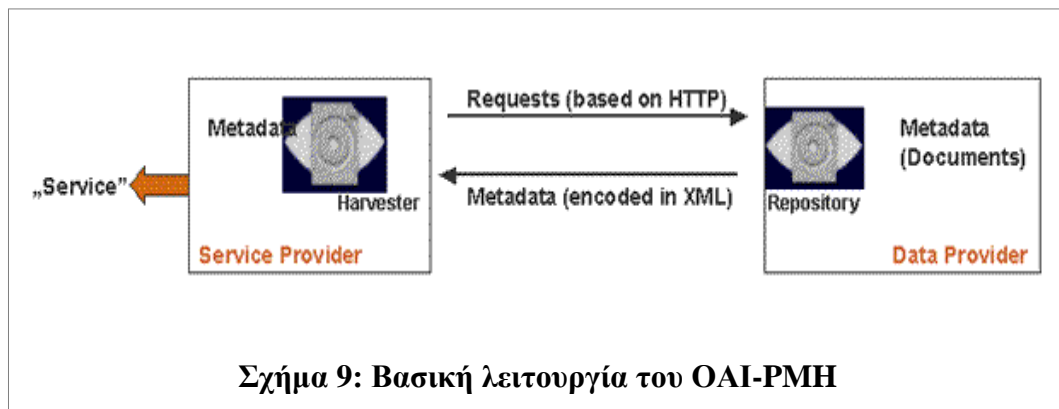 Requests (based on HTTP)
Metadata
Metadata
(Documents)
„Service”
Harvester
Metadata (encoded in XML)
Repository
Service Provider
Data Provider
Σχήμα 9: Βασική λειτουργία του OAI-PMH